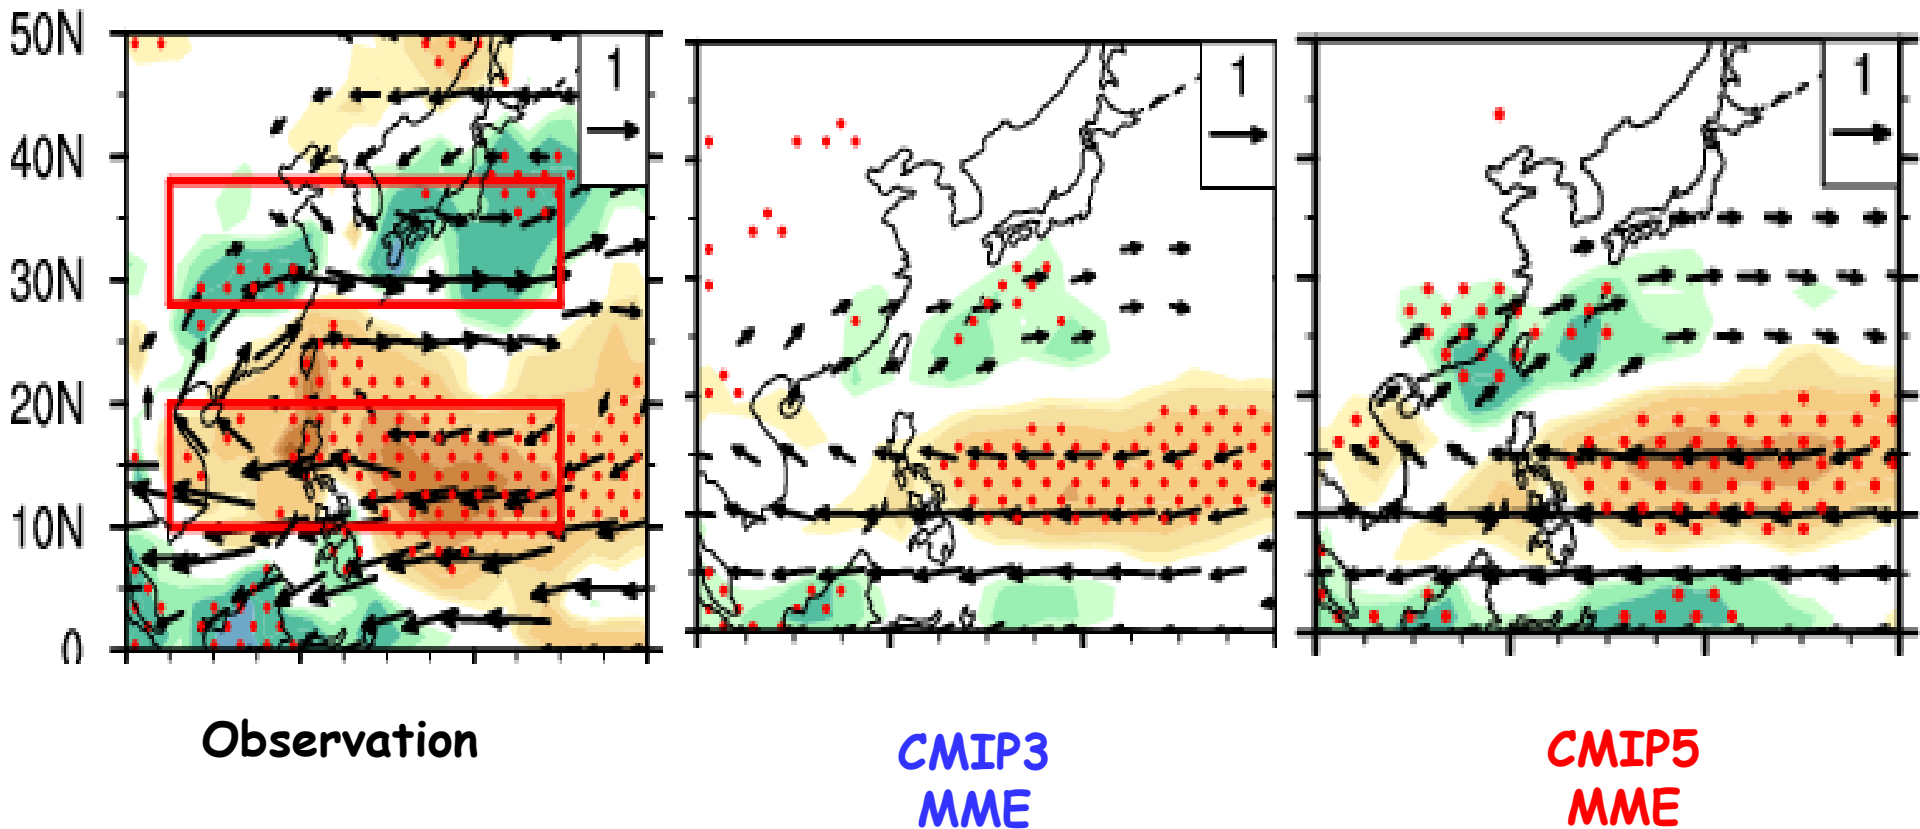 50N
40N
30N
20N
10N
0
1
1
1
Observation
CMIP3
MME
CMIP5
MME